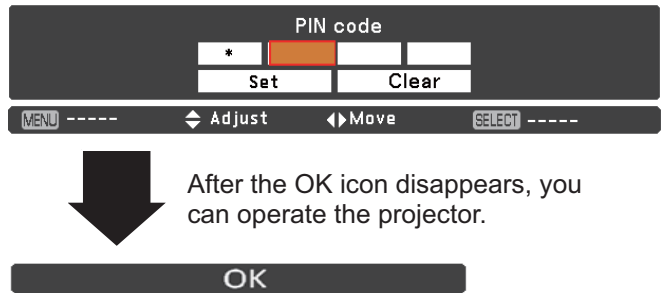 PIN code
*
Set Clear
MENU ----- Adjust Move SELECT -----
After the OK icon disappears, you
can operate the projector.
OK